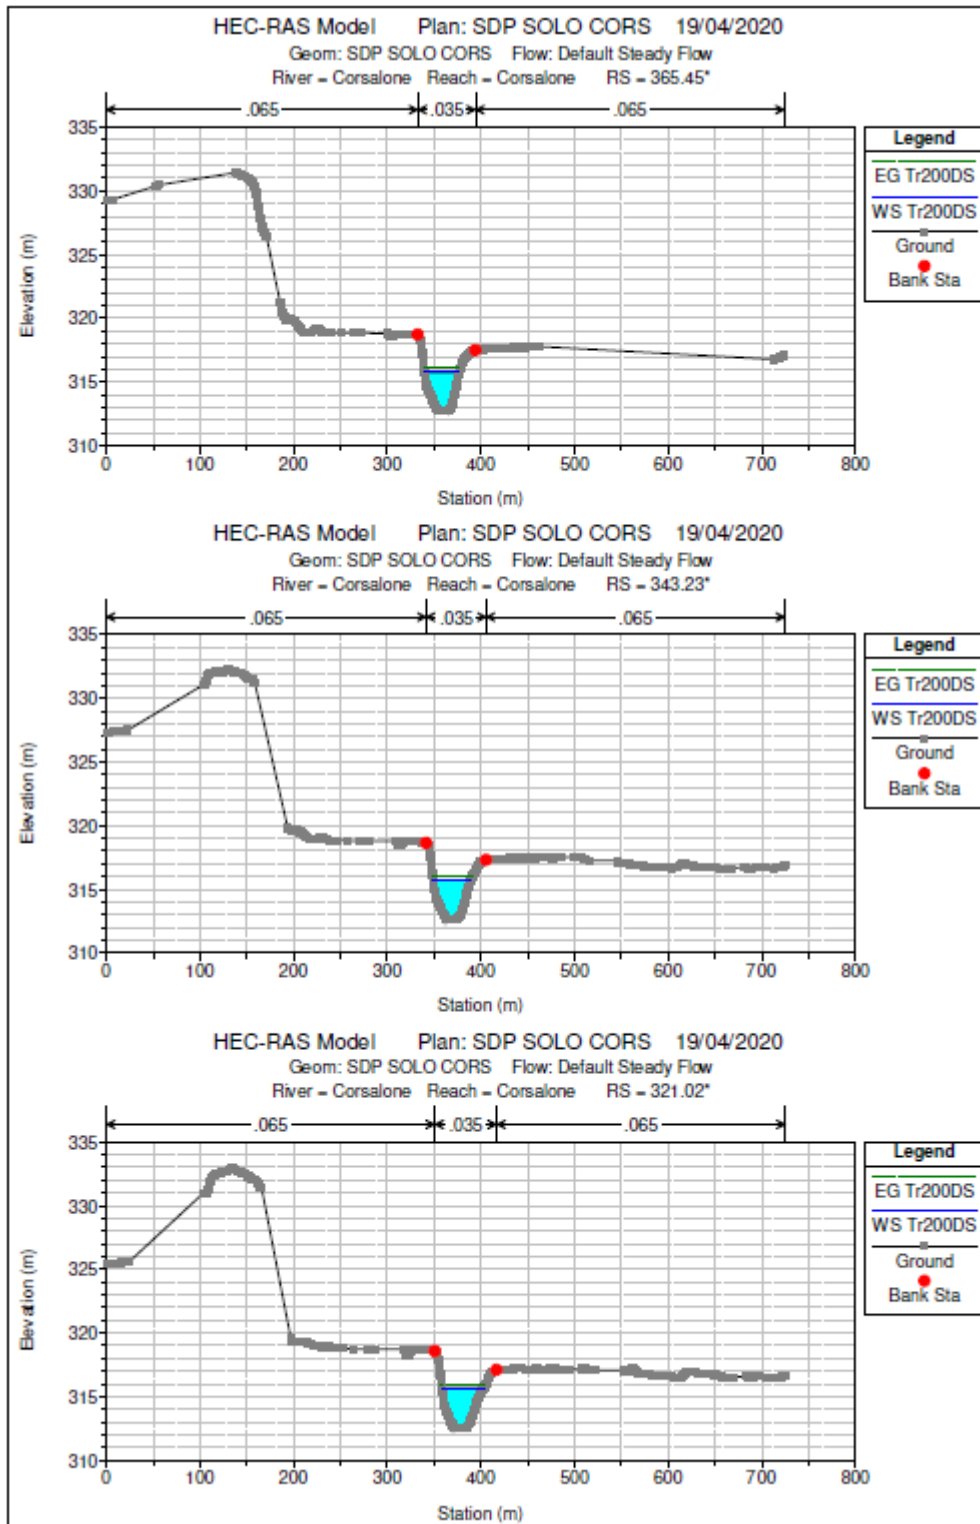 HEC-RAS Model Plan: SDP SOLO CORS 19/04/2020
Geom: SDP SOLO CORS Flow: Default Steady Flow
River = Corsalone Reach = Corsalone RS = 365.45*
.065 .035 .065
335
330
325
320
315
310
Elevation (m)
0 100 200 300 400 500 600 700 800
Station (m)
Legend
EG Tr200DS
WS Tr200DS
Ground
Bank Sta
HEC-RAS Model Plan: SDP SOLO CORS 19/04/2020
Geom: SDP SOLO CORS Flow: Default Steady Flow
River = Corsalone Reach = Corsalone RS = 343.23*
.065 .035 .065
335
330
325
320
315
310
Elevation (m)
0 100 200 300 400 500 600 700 800
Station (m)
Legend
EG Tr200DS
WS Tr200DS
Ground
Bank Sta
HEC-RAS Model Plan: SDP SOLO CORS 19/04/2020
Geom: SDP SOLO CORS Flow: Default Steady Flow
River = Corsalone Reach = Corsalone RS = 321.02*
.065 .035 .065
335
330
325
320
315
310
Elevation (m)
0 100 200 300 400 500 600 700 800
Station (m)
Legend
EG Tr200DS
WS Tr200DS
Ground
Bank Sta